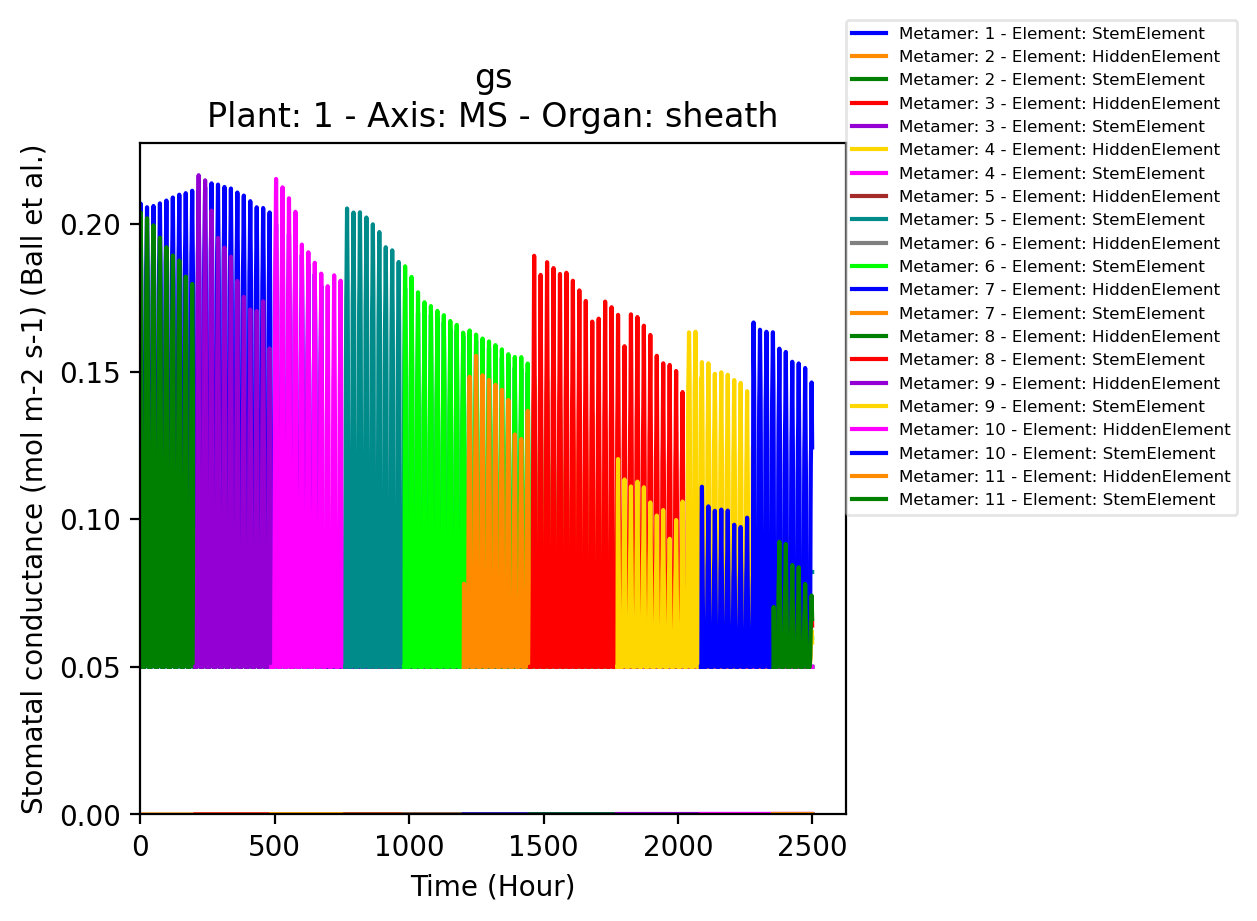 gs
Plant: 1 - Axis: MS - Organ: sheath
Stomatal conductance (mol m-2 s-1) (Ball et al.)
0.20
0.15
0.10
0.05
0.00
0 500 1000 1500 2000 2500
Time (Hour)
Metamer: 1 - Element: StemElement
Metamer: 2 - Element: HiddenElement
Metamer: 2 - Element: StemElement
Metamer: 3 - Element: HiddenElement
Metamer: 3 - Element: StemElement
Metamer: 4 - Element: HiddenElement
Metamer: 4 - Element: StemElement
Metamer: 5 - Element: HiddenElement
Metamer: 5 - Element: StemElement
Metamer: 6 - Element: HiddenElement
Metamer: 6 - Element: StemElement
Metamer: 7 - Element: HiddenElement
Metamer: 7 - Element: StemElement
Metamer: 8 - Element: HiddenElement
Metamer: 8 - Element: StemElement
Metamer: 9 - Element: HiddenElement
Metamer: 9 - Element: StemElement
Metamer: 10 - Element: HiddenElement
Metamer: 10 - Element: StemElement
Metamer: 11 - Element: HiddenElement
Metamer: 11 - Element: StemElement